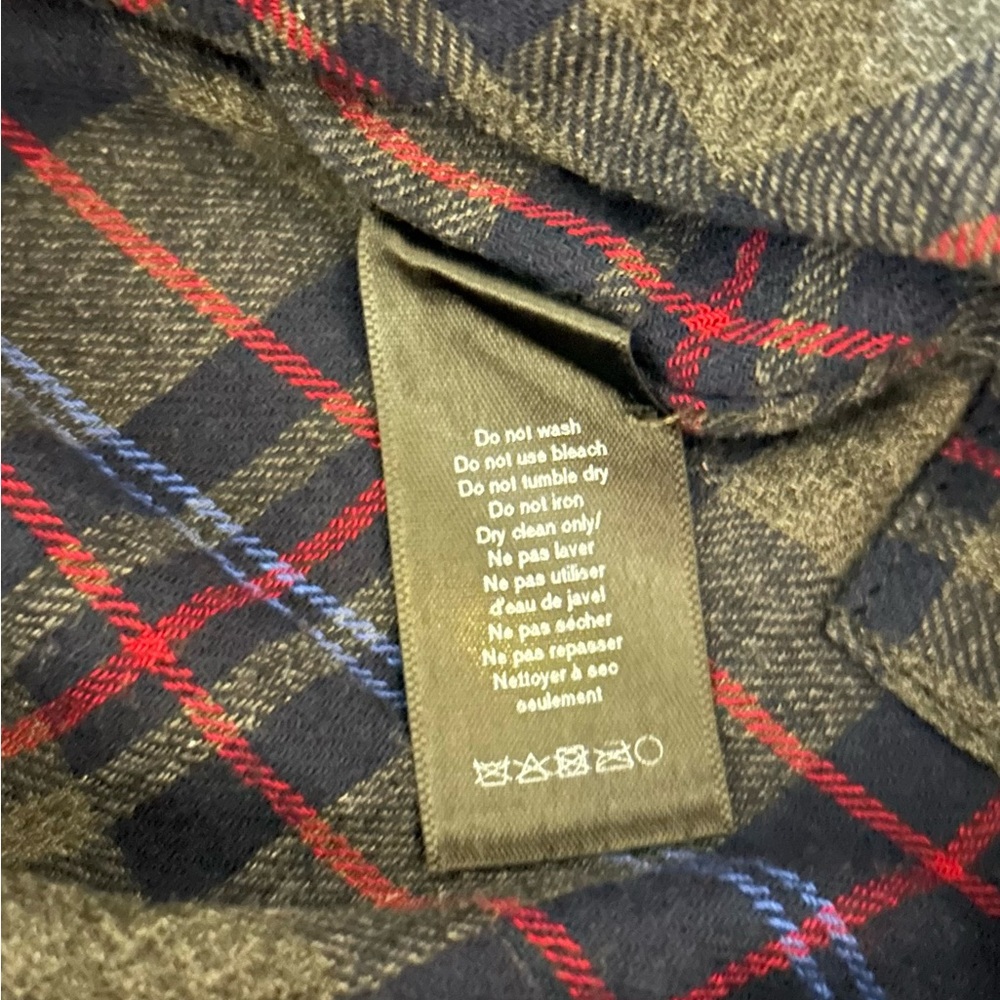 Do not wash
Do not use bleach
Do not tumble dry
Do not iron
Dry clean only/
Ne pas laver
Ne pas utiliser
d'eau de javel
Ne pas sécher
Ne pas repasser
Nettoyer à sec
seulement